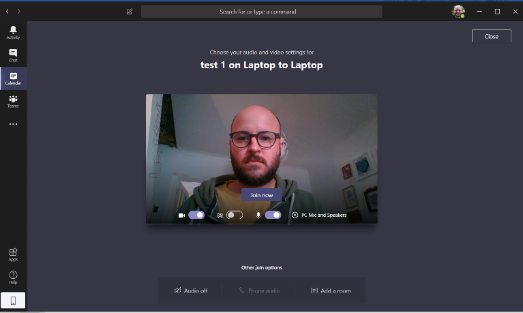 Search for or type a command
Activity
Chat
Calendar
Teams
Apps
Help
Close
Choose your audio and video settings for
test 1 on Laptop to Laptop
Join now
PC Mic and Speakers
Other join options
Audio off
Phone audio
Add a room